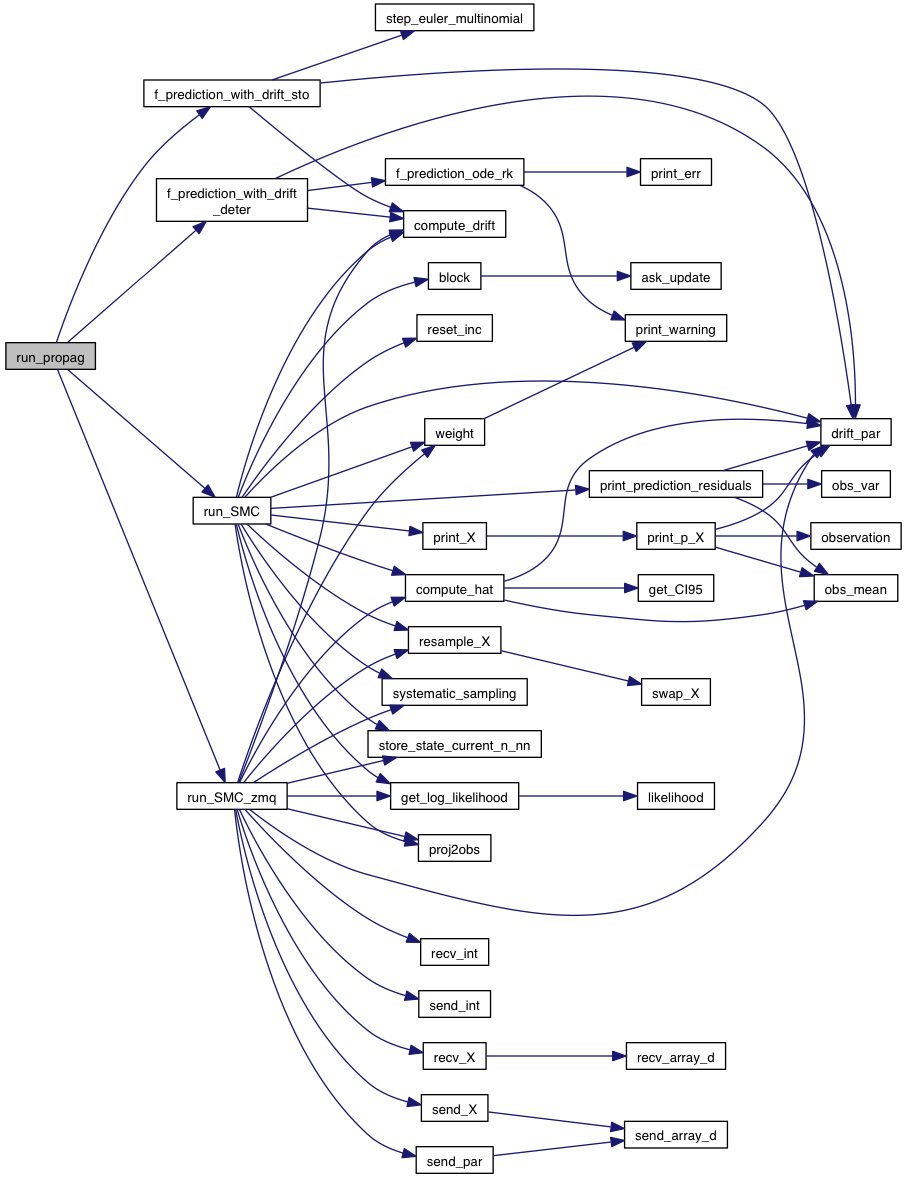 step_euler_multinomial
f_prediction_with_drift_sto
f_prediction_ode_rk
print_err
f_prediction_with_drift
_deter
compute_drift
block
ask_update
reset_inc
print_warning
run_propag
weight
drift_par
print_prediction_residuals
obs_var
run_SMC
print_X
print_p_X
observation
compute_hat
get_CI95
obs_mean
resample_X
systematic_sampling
swap_X
store_state_current_n_nn
run_SMC_zmq
get_log_likelihood
likelihood
proj2obs
recv_int
send_int
recv_X
recv_array_d
send_X
send_array_d
send_par